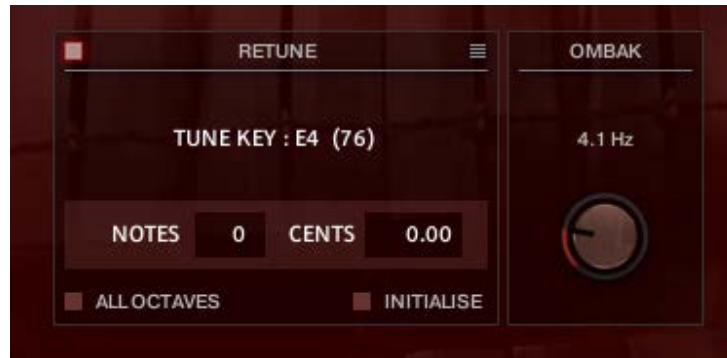 RETUNE
TUNE KEY : E4 (76)
NOTES 0 CENTS 0.00
ALL OCTAVES INITIALISE
OMBAK
4.1 Hz